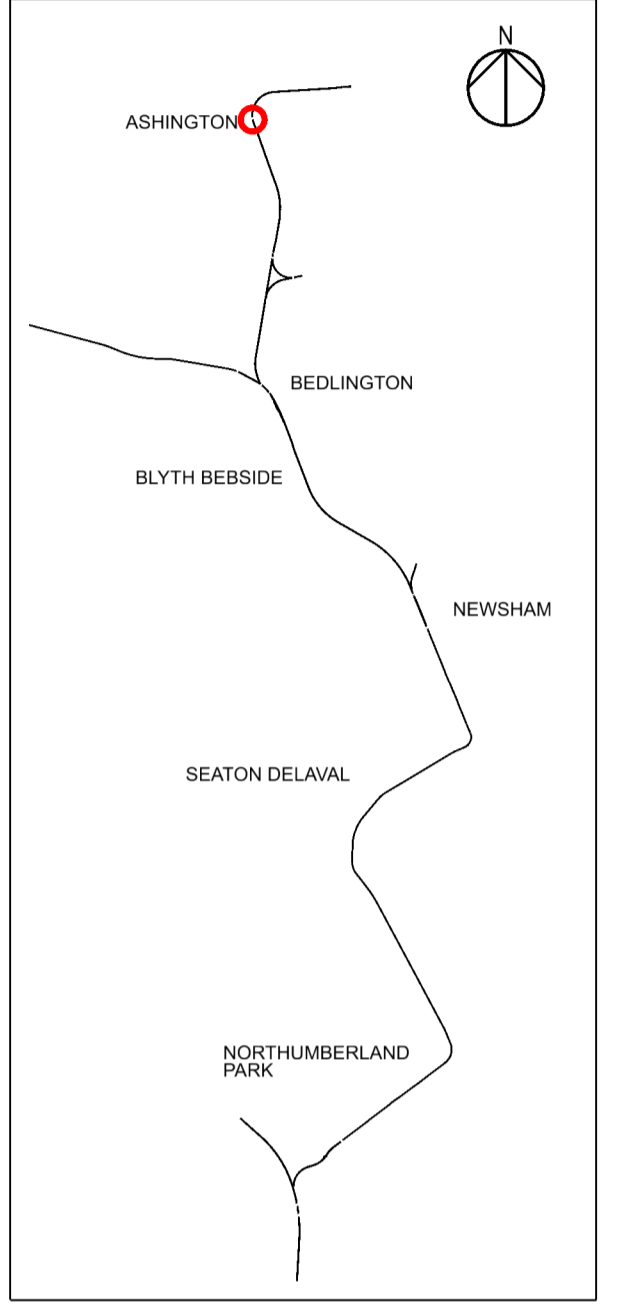 N
ASHINGTON
BEDLINGTON
BLYTH BEBSIDE
NEWSHAM
SEATON DELAVAL
NORTHUMBERLAND
PARK